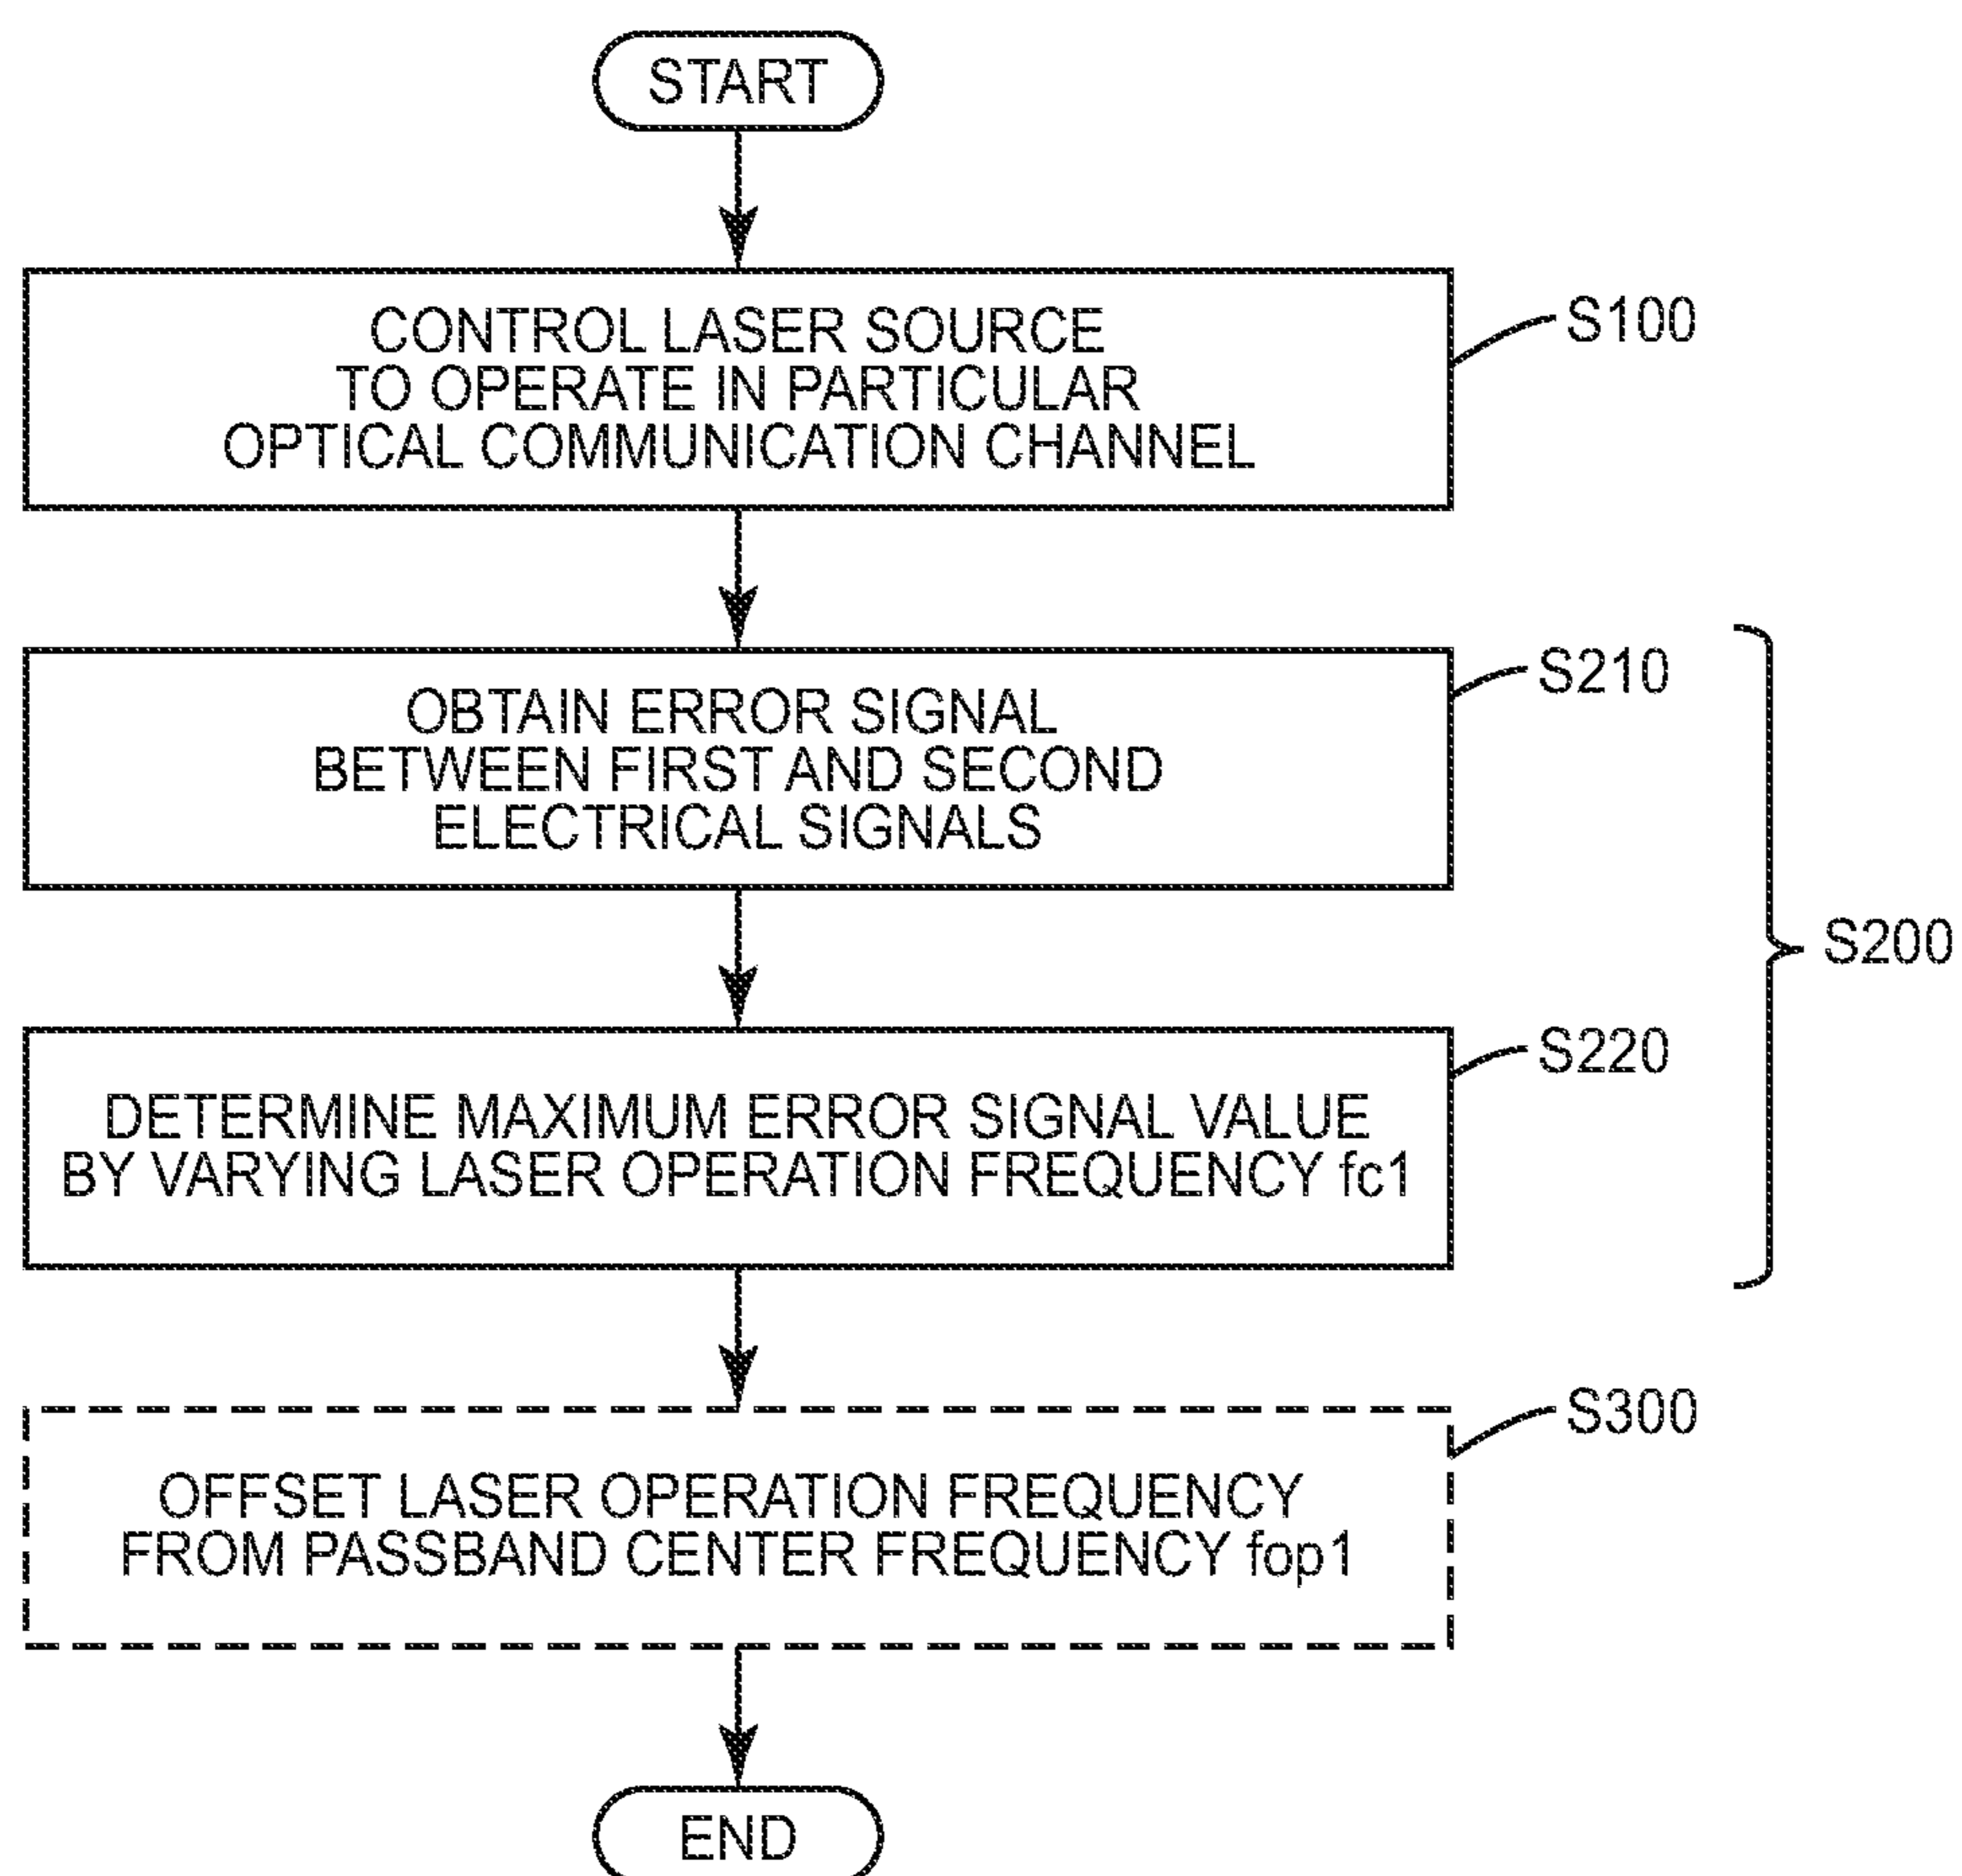 START
CONTROL LASER SOURCE
TO OPERATE IN PARTICULAR
OPTICAL COMMUNICATION CHANNEL
S100
OBTAIN ERROR SIGNAL
BETWEEN FIRST AND SECOND
ELECTRICAL SIGNALS
S210
S200
DETERMINE MAXIMUM ERROR SIGNAL VALUE
BY VARYING LASER OPERATION FREQUENCY fc1
S220
OFFSET LASER OPERATION FREQUENCY
FROM PASSBAND CENTER FREQUENCY fop1
S300
END